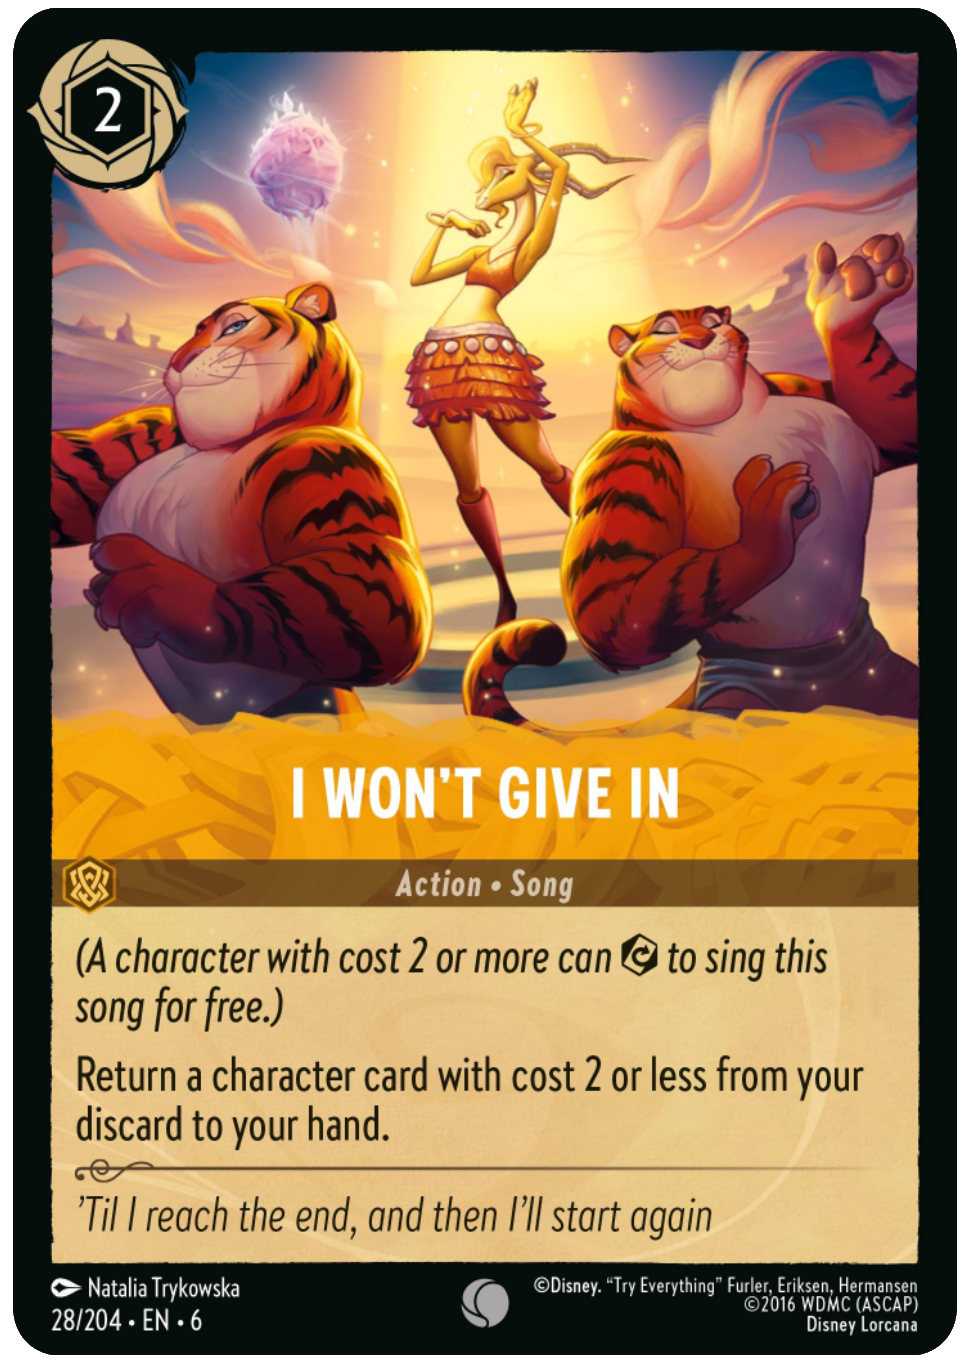 2
I WON'T GIVE IN
Action • Song
(A character with cost 2 or more can to sing this
song for free.)
Return a character card with cost 2 or less from your
discard to your hand.
'Til I reach the end, and then I'll start again
Natalia Trykowska
28/204 • EN • 6
©Disney. "Try Everything" Furler, Eriksen, Hermansen
©2016 WDMC (ASCAP)
Disney Lorcana